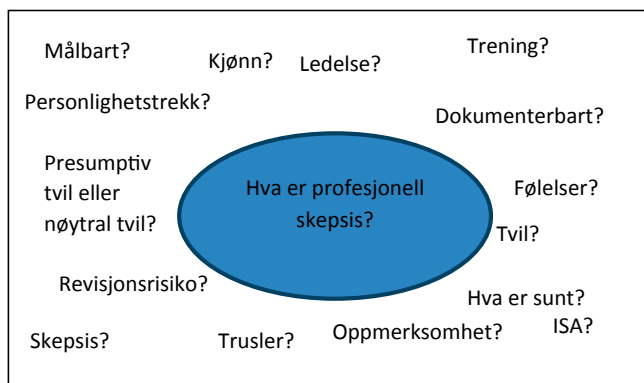 Målbart?
Kjønn?
Ledelse?
Trening?
Personlighetstrekk?
Dokumenterbart?
Presumptiv
tvil eller
nøytral tvil?
Hva er profesjonell
skepsis?
Følelser?
Tvil?
Revisjonsrisiko?
Hva er sunt?
ISA?
Skepsis?
Trusler?
Oppmerksomhet?